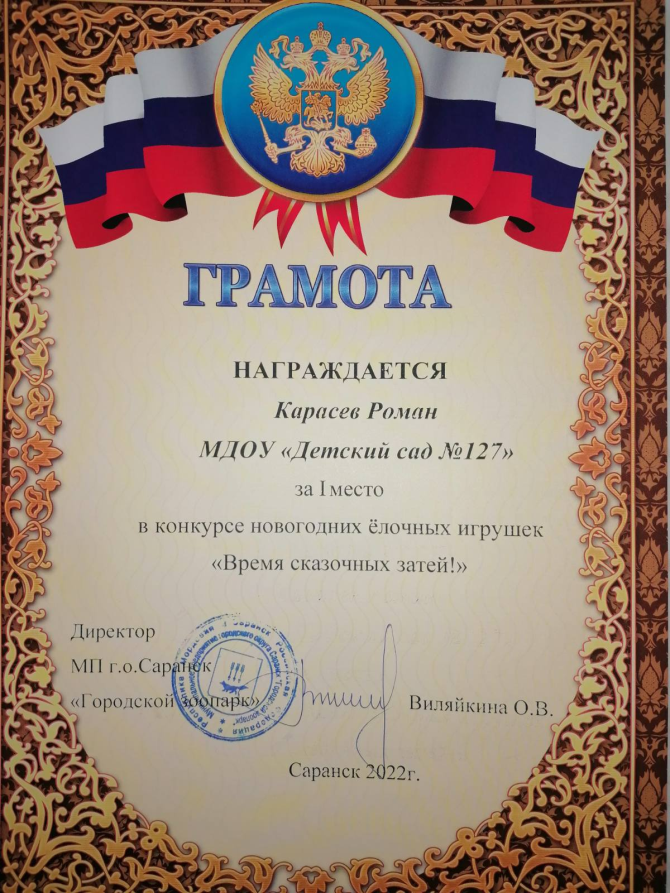 ГРАМОТА
НАГРАЖДАЕТСЯ
Карасев Роман
МДОУ «Детский сад №127»
за I место
в конкурсе новогодних ёлочных игрушек
«Время сказочных затей!»
Директор
МП г.о.Саранск
«Городской зоопарк»
Виляйкина О.В.
Саранск 2022г.